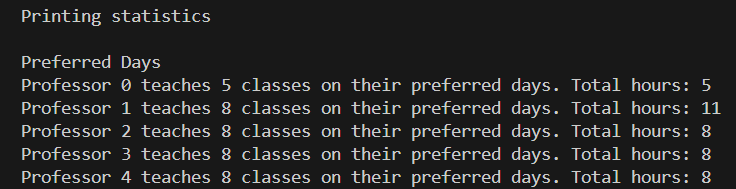 Printing statistics
Preferred Days
Professor 0 teaches 5 classes on their preferred days. Total hours: 5
Professor 1 teaches 8 classes on their preferred days. Total hours: 11
Professor 2 teaches 8 classes on their preferred days. Total hours: 8
Professor 3 teaches 8 classes on their preferred days. Total hours: 8
Professor 4 teaches 8 classes on their preferred days. Total hours: 8